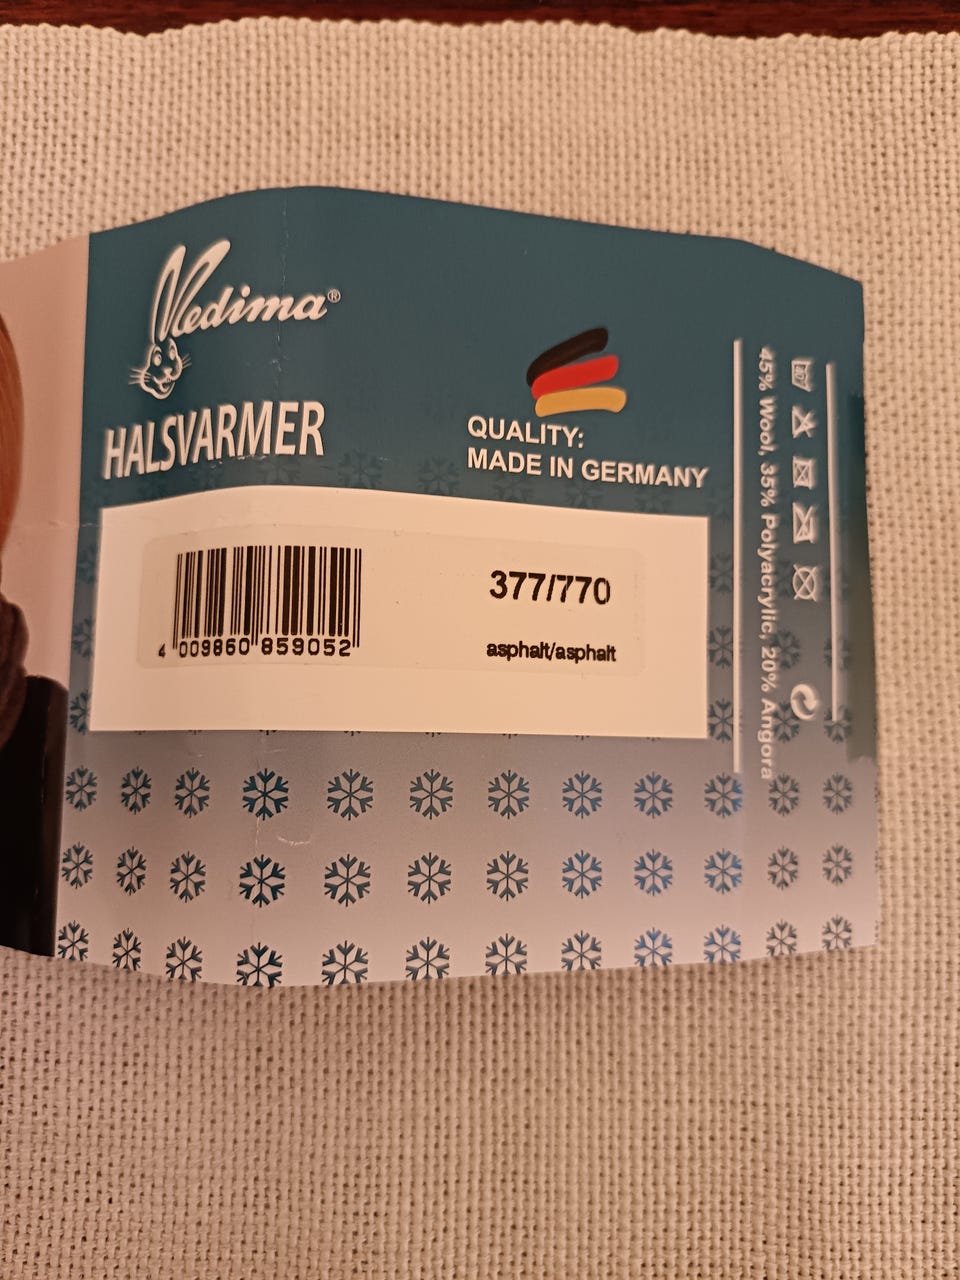 Medima®
HALSVARMER
QUALITY:
MADE IN GERMANY
4 009860 859052
377/770
asphalt/asphalt
45% Wool, 35% Polyacrylic, 20% Angora